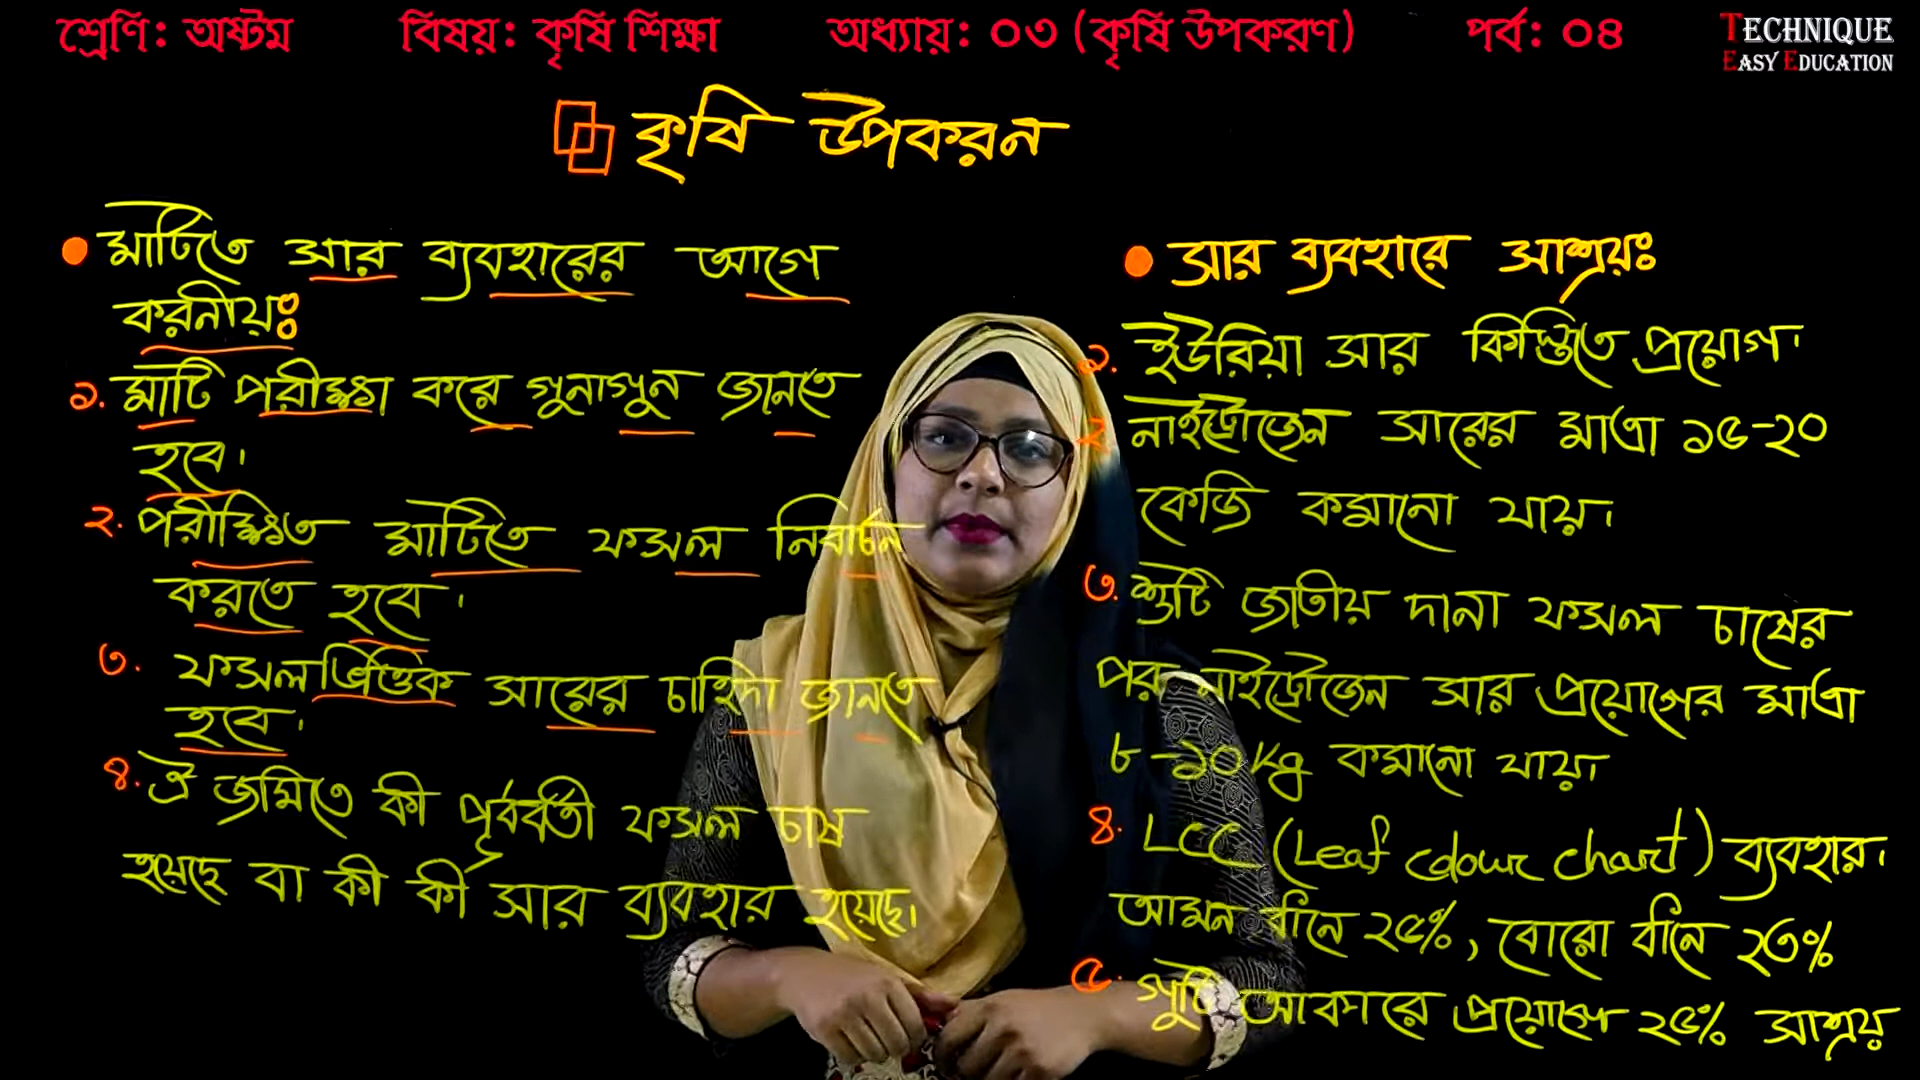 শ্রেণি: অষ্টম বিষয়: কৃষি শিক্ষা অধ্যায়: ০৩ (কৃষি উপকরণ) পর্ব: ০৪
TECHNIQUE
EASY EDUCATION
কৃষি উপকরন
মাটিতে সার ব্যবহারের আগে
করনীয়ঃ
১. মাটি পরীক্ষা করে গুনাগুন জানতে
হবে।
২. পরীক্ষিত মাটিতে ফসল নির্বাচন
করতে হবে।
৩. ফসলভিত্তিক সারের চাহিদা জানতে
হবে।
৪. ঐ জমিতে কী পূর্ববর্তী ফসল চাষ
হয়েছে বা কী কী সার ব্যবহার হয়েছে।
সার ব্যবহারে সাশ্রয়ঃ
১. ইউরিয়া সার কিস্তিতে প্রয়োগ।
২. নাইট্রোজেন সারের মাত্রা ১৫-২০
কেজি কমানো যায়।
৩. শুটি জাতীয় দানা ফসল চাষের
পর নাইট্রোজেন সার প্রয়োগের মাত্রা
৮-১০ kg কমানো যায়।
৪. LCC (Leaf colour chart) ব্যবহার।
আমন ধানে ২৫%, বোরো ধানে ২৩%
৫. গুটি আকারে প্রয়োগে ২৫% সাশ্রয়